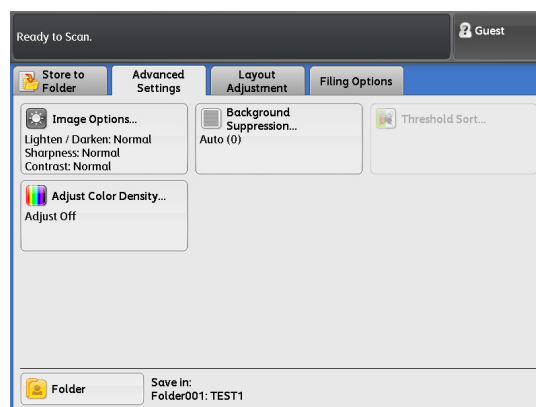 Ready to Scan.
Guest
Store to
Folder
Advanced
Settings
Layout
Adjustment
Filing Options
Image Options...
Lighten / Darken: Normal
Sharpness: Normal
Contrast: Normal
Background
Suppression...
Auto (0)
Threshold Sort...
Adjust Color Density...
Adjust Off
Folder
Save in:
Folder001: TEST1